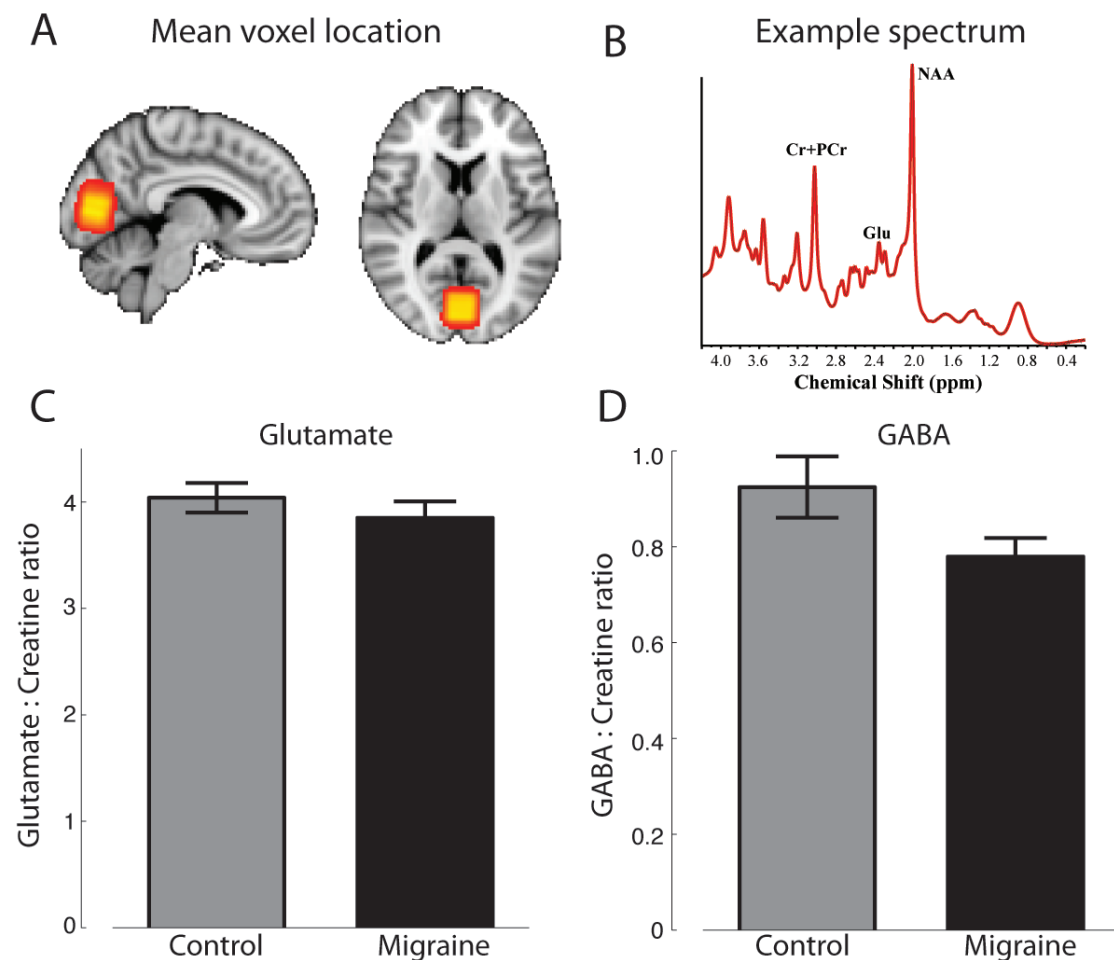 A
Mean voxel location
B
Example spectrum
NAA
Cr+PCr
Glu
4.0 3.6 3.2 2.8 2.4 2.0 1.6 1.2 0.8 0.4
Chemical Shift (ppm)
C
Glutamate
4
3
2
1
0
Glutamate : Creatine ratio
Control Migraine
D
GABA
1.0
0.8
0.6
0.4
0.2
0
GABA : Creatine ratio
Control Migraine